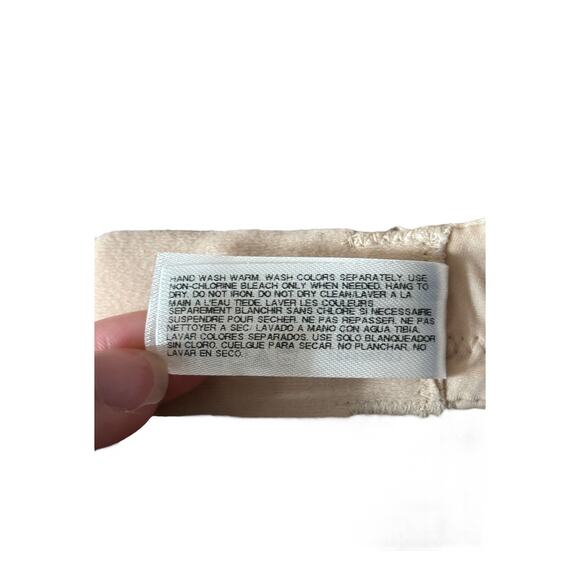 HAND WASH WARM. WASH COLORS SEPARATELY. USE
NON-CHLORINE BLEACH ONLY WHEN NEEDED. HANG TO
DRY. DO NOT IRON. DO NOT DRY CLEAN/LAVER A LA
MAIN A L'EAU TIEDE. LAVER LES COULEURS
SEPAREMENT BLANCHIR SANS CHLORE SI NECESSAIRE
SUSPENDRE POUR SECHER. NE PAS REPASSER. NE PAS
NETTOYER A SEC. LAVADO A MANO CON AGUA TIBIA.
LAVAR COLORES SEPARADOS. USE SOLO BLANQUEADOR
SIN CLORO. CUELGUE PARA SECAR. NO PLANCHAR. NO
LAVAR EN SECO.